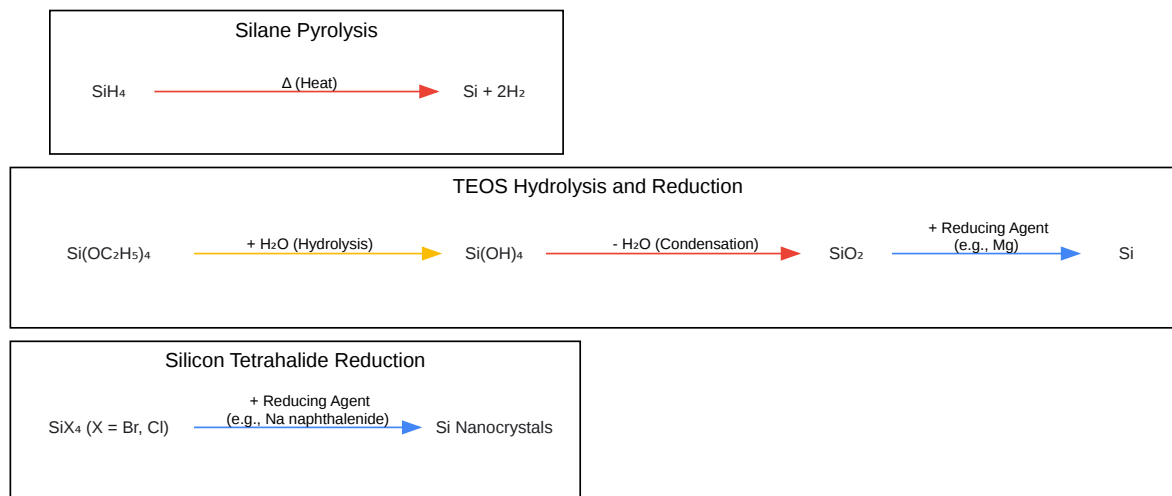 Silane Pyrolysis
Δ (Heat)
SiH₄
Si + 2H₂
TEOS Hydrolysis and Reduction
+ Reducing Agent
(e.g., Mg)
+ H₂O (Hydrolysis)
- H₂O (Condensation)
Si(OC₂H₅)₄
Si(OH)₄
SiO₂
Si
Silicon Tetrahalide Reduction
+ Reducing Agent
(e.g., Na naphthalenide)
SiX₄ (X = Br, Cl)
Si Nanocrystals